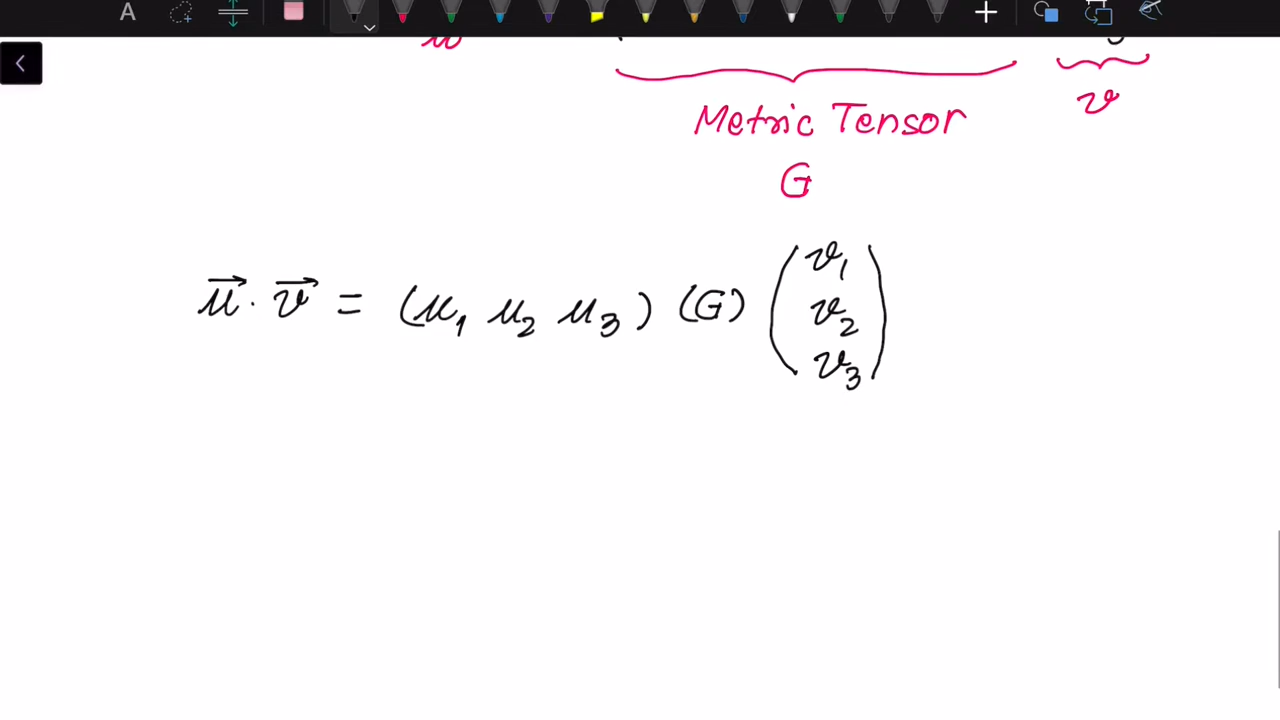 A
u
v
Metric Tensor
G
u⃗ · v⃗ = (u₁ u₂ u₃) (G) (v₁
v₂
v₃)